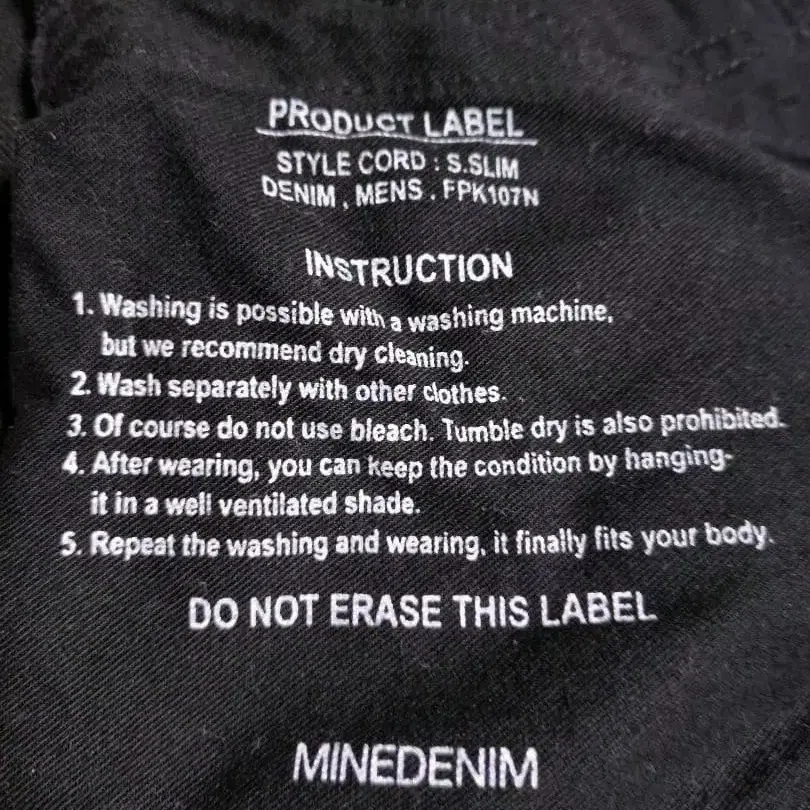 PRODUCT LABEL
STYLE CORD : S.SLIM
DENIM , MENS . FPK107N
INSTRUCTION
1. Washing is possible with a washing machine,
but we recommend dry cleaning.
2. Wash separately with other clothes.
3. Of course do not use bleach. Tumble dry is also prohibited.
4. After wearing, you can keep the condition by hanging-
it in a well ventilated shade.
5. Repeat the washing and wearing, it finally fits your body.
DO NOT ERASE THIS LABEL
MINEDENIM